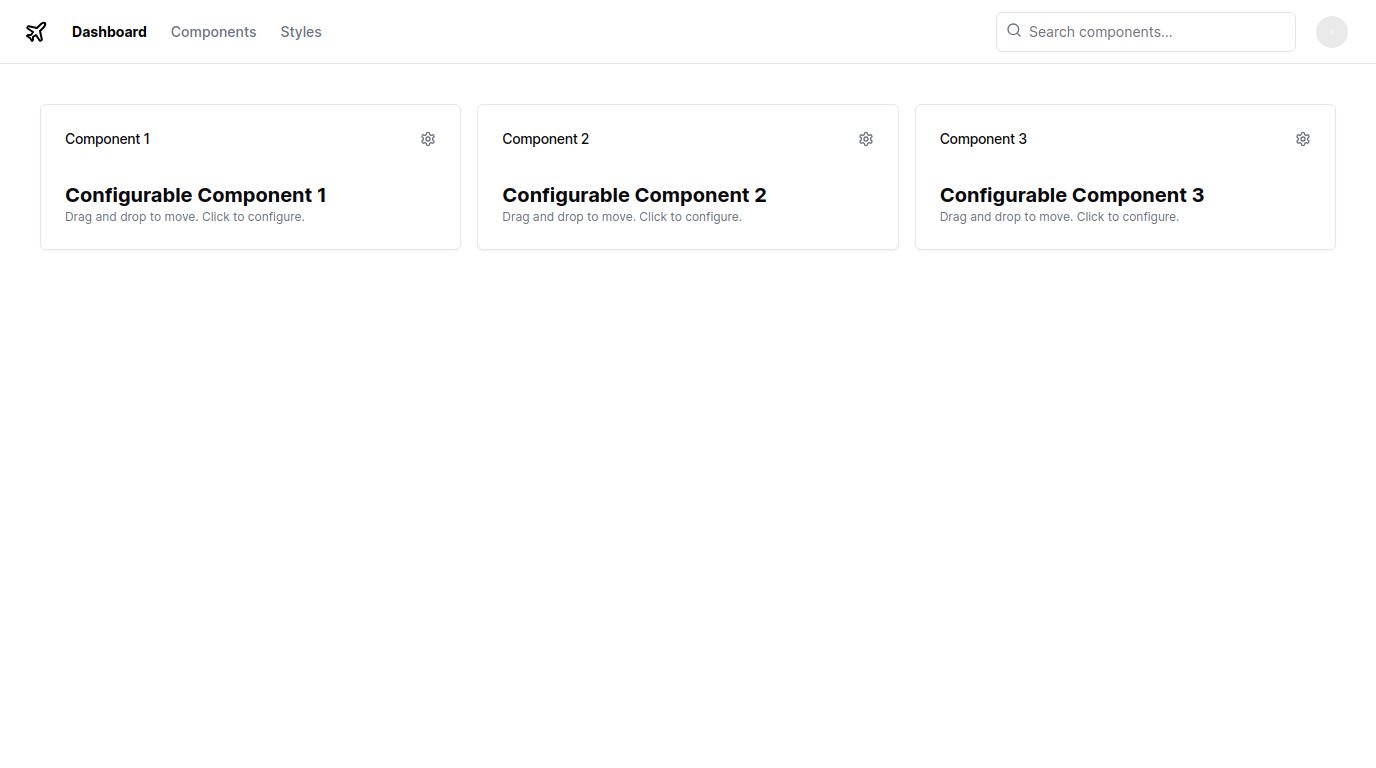 Dashboard Components Styles Search components...
Component 1
Configurable Component 1
Drag and drop to move. Click to configure.
Component 2
Configurable Component 2
Drag and drop to move. Click to configure.
Component 3
Configurable Component 3
Drag and drop to move. Click to configure.